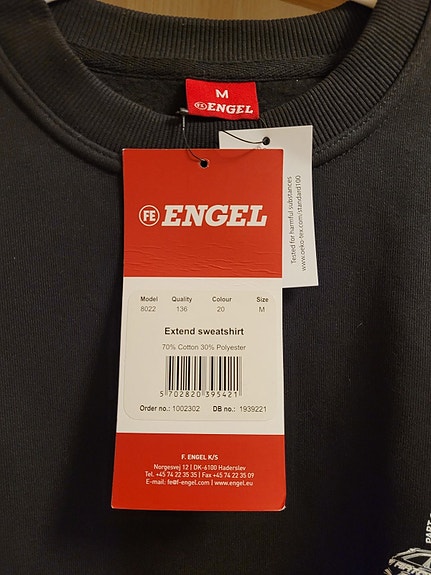 M
FE ENGEL
FE ENGEL
Tested for harmful substances
www.oeko-tex.com/standard100
Model Quality Colour Size
8022 136 20 M
Extend sweatshirt
70% Cotton 30% Polyester
5 702820 395421
Order no.: 1002302 DB no.: 1939221
F. ENGEL K/S
Norgesvej 12 | DK-6100 Haderslev
Tel. +45 74 22 35 35 | Fax +45 74 22 35 09
E-mail: fe@f-engel.com | www.engel.eu
PART